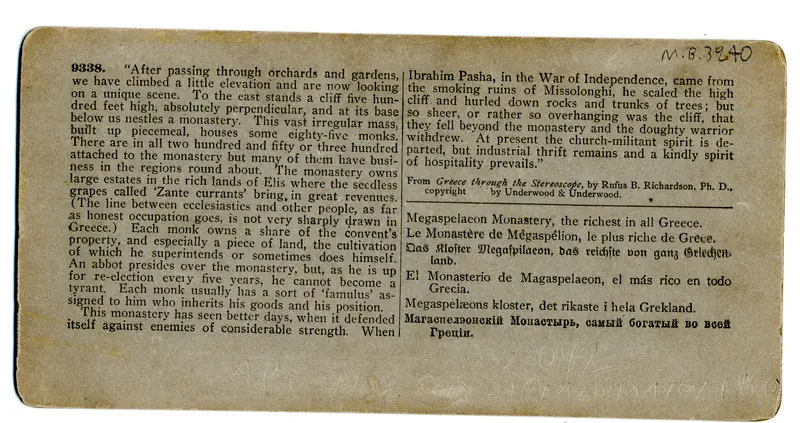 M.B.3240
9338. "After passing through orchards and gardens,
we have climbed a little elevation and are now looking
on a unique scene. To the east stands a cliff five hun-
dred feet high, absolutely perpendicular, and at its base
below us nestles a monastery. This vast irregular mass,
built up piecemeal, houses some eighty-five monks.
There are in all two hundred and fifty or three hundred
attached to the monastery but many of them have busi-
ness in the regions round about. The monastery owns
large estates in the rich lands of Elis where the seedless
grapes called 'Zante currants' bring, in great revenues.
(The line between ecclesiastics and other people, as far
as honest occupation goes, is not very sharply drawn in
Greece.) Each monk owns a share of the convent's
property, and especially a piece of land, the cultivation
of which he superintends or sometimes does himself.
An abbot presides over the monastery, but, as he is up
for re-election every five years, he cannot become a
tyrant. Each monk usually has a sort of 'famulus' as-
signed to him who inherits his goods and his position.
This monastery has seen better days, when it defended
itself against enemies of considerable strength. When
Ibrahim Pasha, in the War of Independence, came from
the smoking ruins of Missolonghi, he scaled the high
cliff and hurled down rocks and trunks of trees; but
so sheer, or rather so overhanging was the cliff, that
they fell beyond the monastery and the doughty warrior
withdrew. At present the church-militant spirit is de-
parted, but industrial thrift remains and a kindly spirit
of hospitality prevails."
From Greece through the Stereoscope, by Rufus B. Richardson, Ph. D.,
copyright by Underwood & Underwood.
Megaspelaeon Monastery, the richest in all Greece.
Le Monastère de Mégaspélion, le plus riche de Grèce.
Das Kloster Megaspilaeon, das reichste von ganz Griechen-
land.
El Monasterio de Magaspelaeon, el más rico en todo
Grecia.
Megaspelæons kloster, det rikaste i hela Grekland.
Магаспелэонскій Монастырь, самый богатый во всей
Греціи.